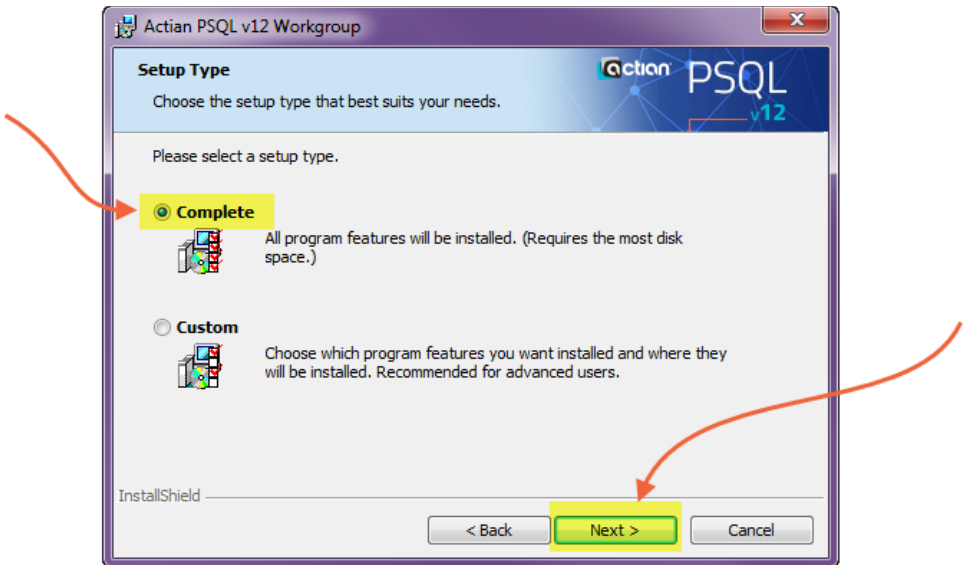 Actian PSQL v12 Workgroup
Setup Type
Choose the setup type that best suits your needs.
actian PSQL
v12
Please select a setup type.
Complete
All program features will be installed. (Requires the most disk
space.)
Custom
Choose which program features you want installed and where they
will be installed. Recommended for advanced users.
InstallShield
< Back
Next >
Cancel